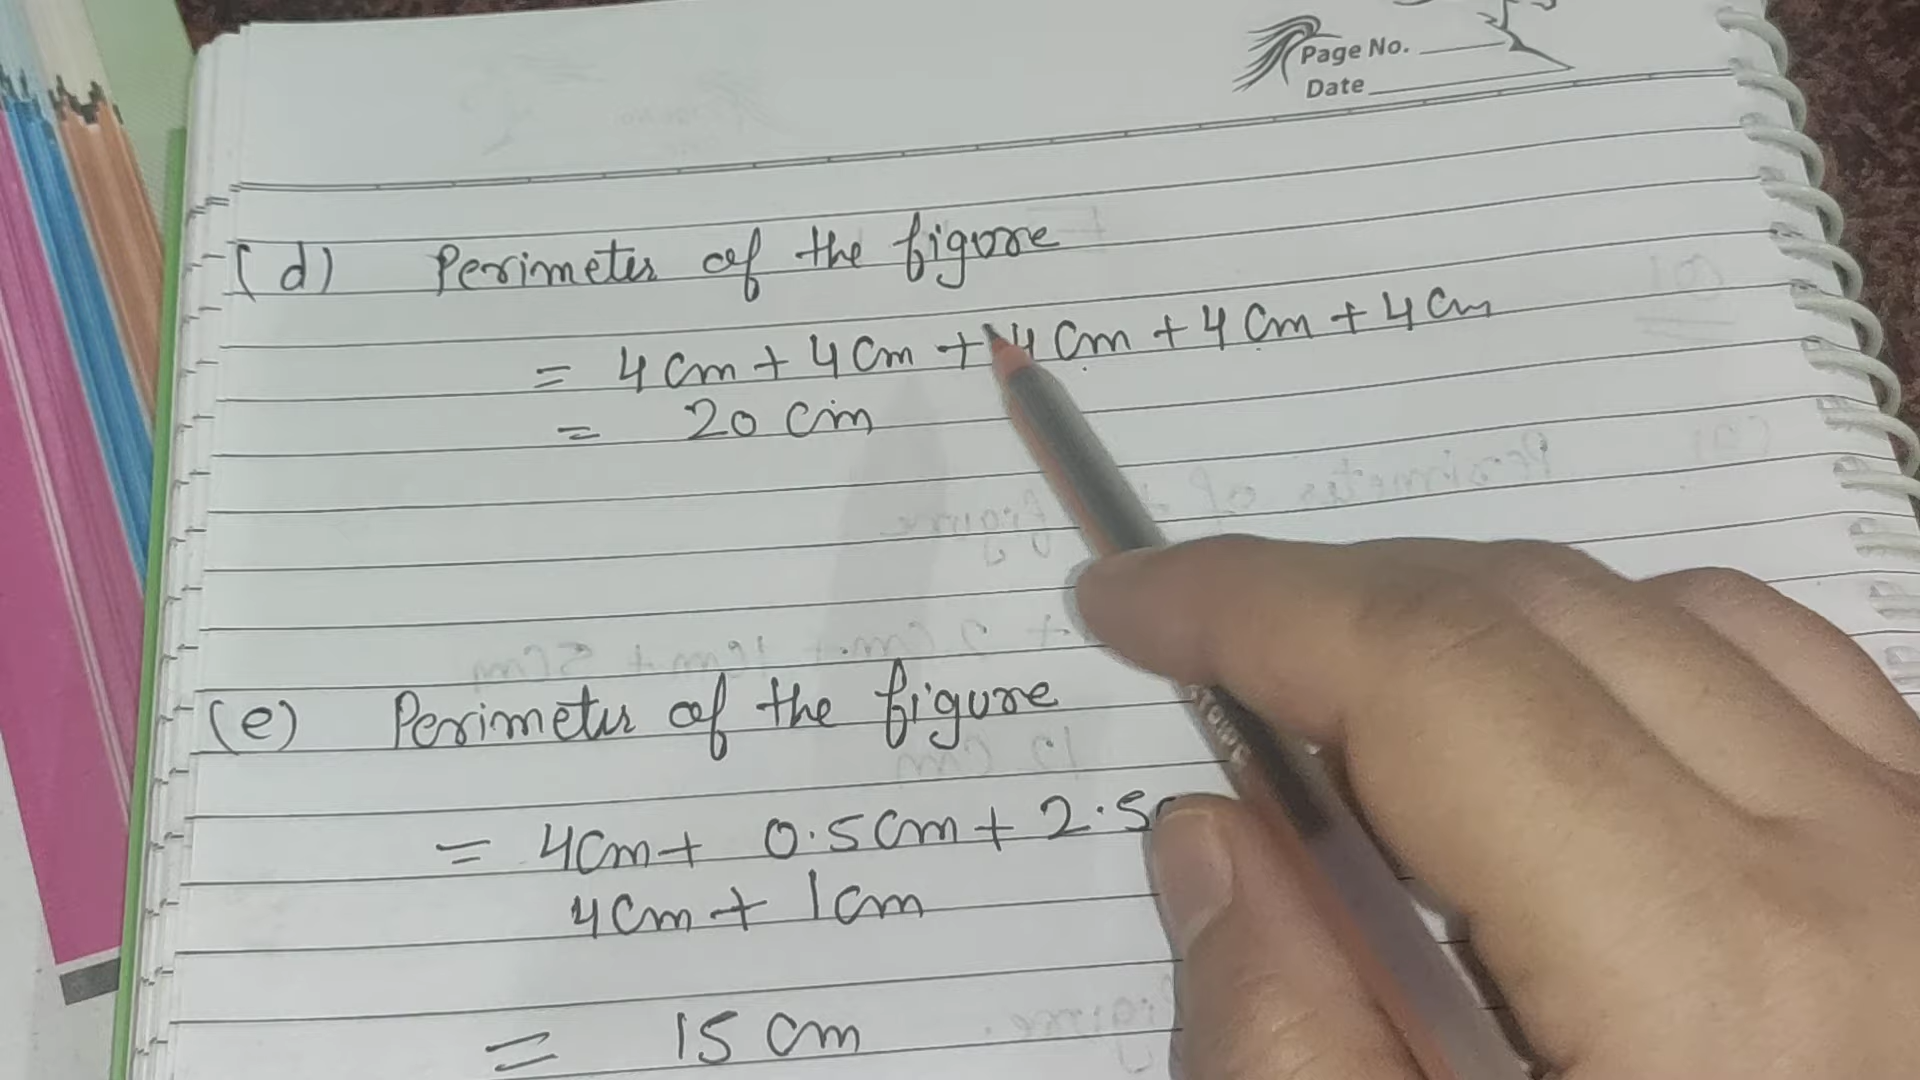 Page No.
Date
(d) Perimeter of the figure
= 4 cm + 4 cm + 4 cm + 4 cm + 4 cm
= 20 cm
(e) Perimeter of the figure
= 4cm + 0.5cm + 2.5
4cm + 1cm
= 15 cm